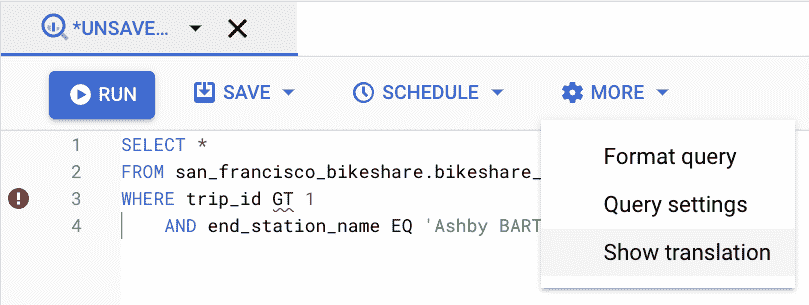 *UNSAVE...
RUN SAVE SCHEDULE MORE
1 SELECT *
2 FROM san_francisco_bikeshare.bikeshare_
3 WHERE trip_id GT 1
4 AND end_station_name EQ 'Ashby BART
Format query
Query settings
Show translation